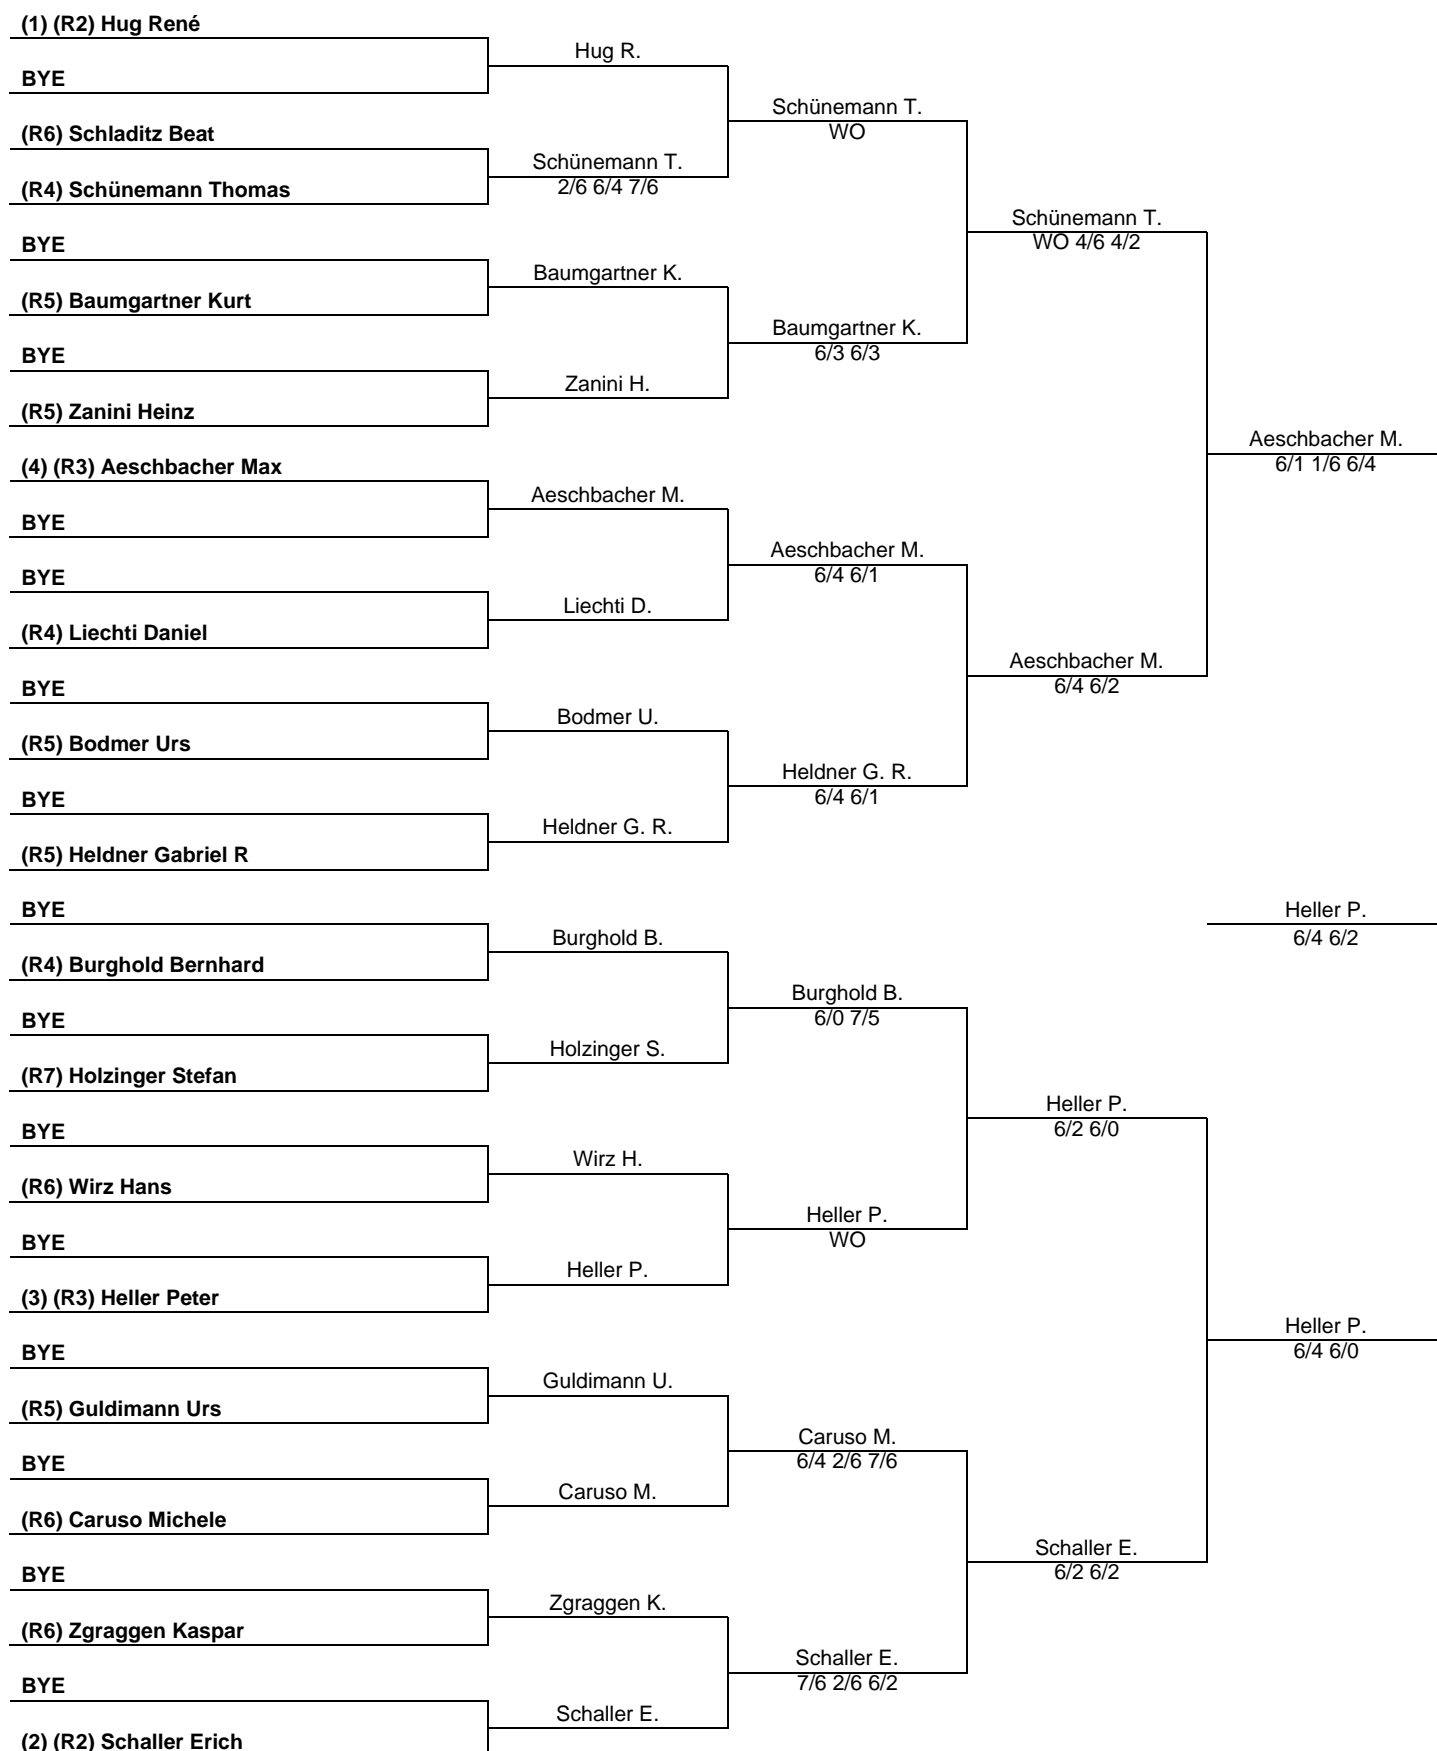 (1) (R2) Hug René
Hug R.
BYE
Schünemann T.
WO
(R6) Schladitz Beat
Schünemann T.
2/6 6/4 7/6
(R4) Schünemann Thomas
Schünemann T.
WO 4/6 4/2
BYE
Baumgartner K.
(R5) Baumgartner Kurt
Baumgartner K.
6/3 6/3
BYE
Zanini H.
(R5) Zanini Heinz
Aeschbacher M.
6/1 1/6 6/4
(4) (R3) Aeschbacher Max
Aeschbacher M.
BYE
Aeschbacher M.
6/4 6/1
BYE
Liechti D.
(R4) Liechti Daniel
Aeschbacher M.
6/4 6/2
BYE
Bodmer U.
(R5) Bodmer Urs
Heldner G. R.
6/4 6/1
BYE
Heldner G. R.
(R5) Heldner Gabriel R
BYE
Heller P.
6/4 6/2
Burghold B.
(R4) Burghold Bernhard
Burghold B.
6/0 7/5
BYE
Holzinger S.
(R7) Holzinger Stefan
Heller P.
6/2 6/0
BYE
Wirz H.
(R6) Wirz Hans
Heller P.
WO
BYE
Heller P.
(3) (R3) Heller Peter
Heller P.
6/4 6/0
BYE
Guldimann U.
(R5) Guldimann Urs
Caruso M.
6/4 2/6 7/6
BYE
Caruso M.
(R6) Caruso Michele
Schaller E.
6/2 6/2
BYE
Zgraggen K.
(R6) Zgraggen Kaspar
Schaller E.
7/6 2/6 6/2
BYE
Schaller E.
(2) (R2) Schaller Erich